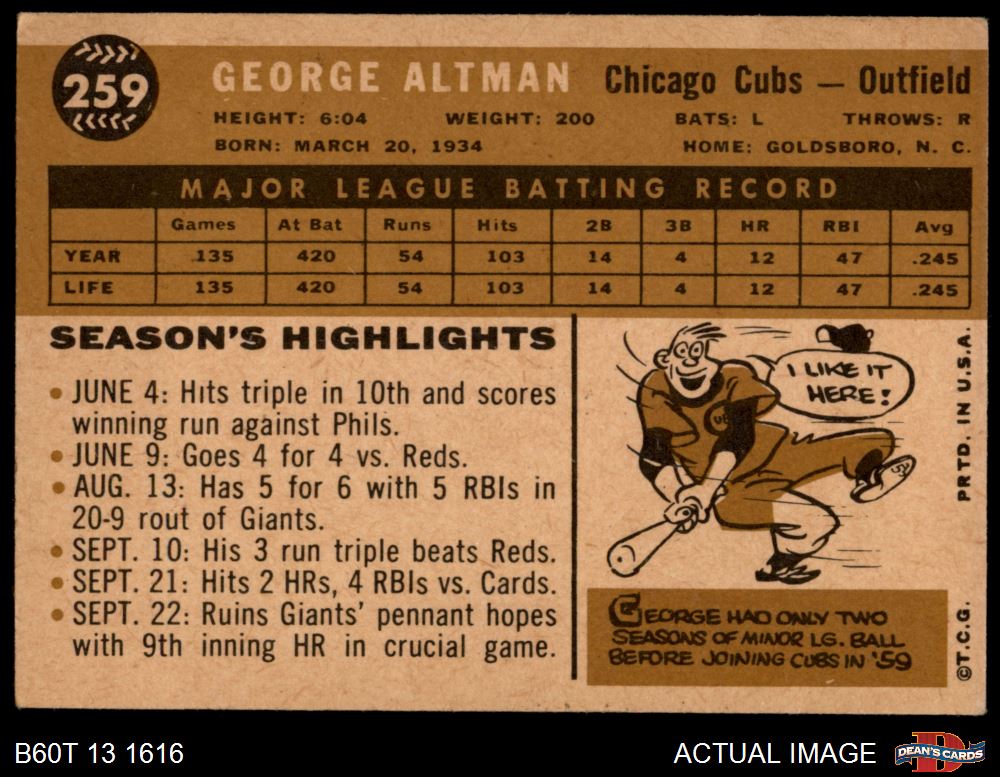 259
GEORGE ALTMAN Chicago Cubs — Outfield
HEIGHT: 6:04 WEIGHT: 200 BATS: L THROWS: R
BORN: MARCH 20, 1934 HOME: GOLDSBORO, N. C.
MAJOR LEAGUE BATTING RECORD
Games At Bat Runs Hits 2B 3B HR RBI Avg
YEAR 135 420 54 103 14 4 12 47 .245
LIFE 135 420 54 103 14 4 12 47 .245
SEASON'S HIGHLIGHTS
• JUNE 4: Hits triple in 10th and scores
winning run against Phils.
• JUNE 9: Goes 4 for 4 vs. Reds.
• AUG. 13: Has 5 for 6 with 5 RBIs in
20-9 rout of Giants.
• SEPT. 10: His 3 run triple beats Reds.
• SEPT. 21: Hits 2 HRs, 4 RBIs vs. Cards.
• SEPT. 22: Ruins Giants' pennant hopes
with 9th inning HR in crucial game.
I LIKE IT
HERE!
GEORGE HAD ONLY TWO
SEASONS OF MINOR LG. BALL
BEFORE JOINING CUBS IN '59
©T.C.G. PRTD. IN U.S.A.
B60T 13 1616
ACTUAL IMAGE
DEAN'S CARDS